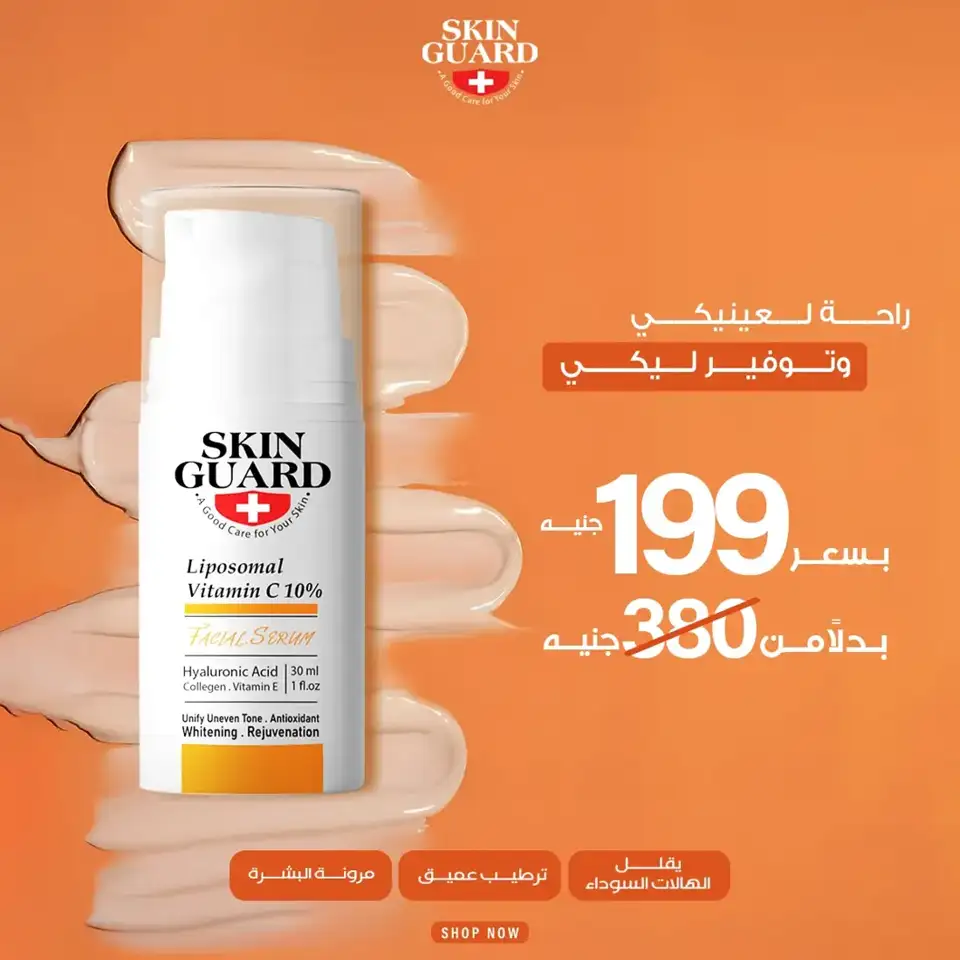 SKIN
GUARD
A Good Care for Your Skin
راحة لعينيكي
وتوفير ليكي
بسعر 199 جنيه
بدلًا من 380 جنيه
SKIN
GUARD
A Good Care for Your Skin
Liposomal
Vitamin C 10%
FACIAL SERUM
Hyaluronic Acid | 30 ml
Collagen . Vitamin E | 1 fl.oz
Unify Uneven Tone . Antioxidant
Whitening . Rejuvenation
يقلل
الهالات السوداء
ترطيب عميق
مرونة البشرة
SHOP NOW